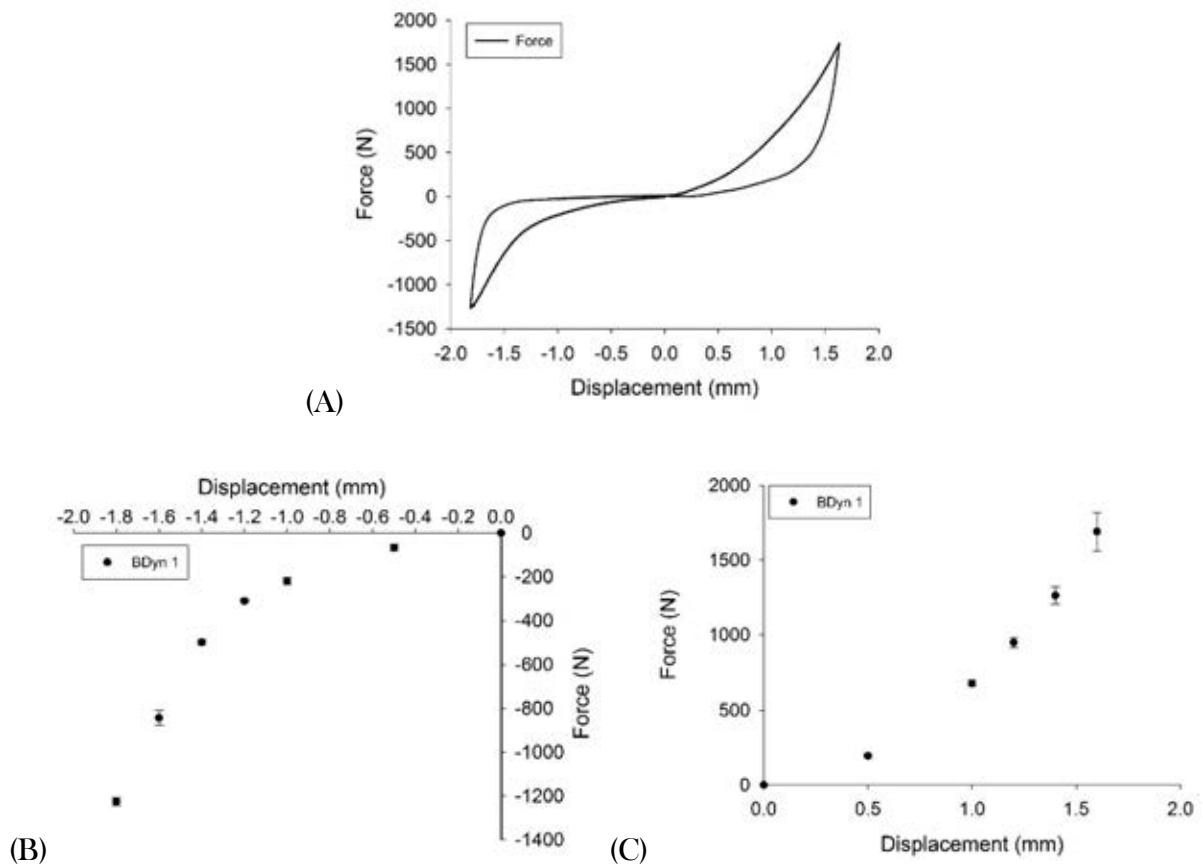 2000
Force
1500
1000
500
0
-500
-1000
-1500
Force (N)
-2.0 -1.5 -1.0 -0.5 0.0 0.5 1.0 1.5 2.0
Displacement (mm)
(A)
Displacement (mm)
-2.0 -1.8 -1.6 -1.4 -1.2 -1.0 -0.8 -0.6 -0.4 -0.2 0.0
BDyn 1
0
-200
-400
-600
-800
-1000
-1200
-1400
Force (N)
(B)
2000
BDyn 1
1500
1000
500
0
Force (N)
0.0 0.5 1.0 1.5 2.0
Displacement (mm)
(C)